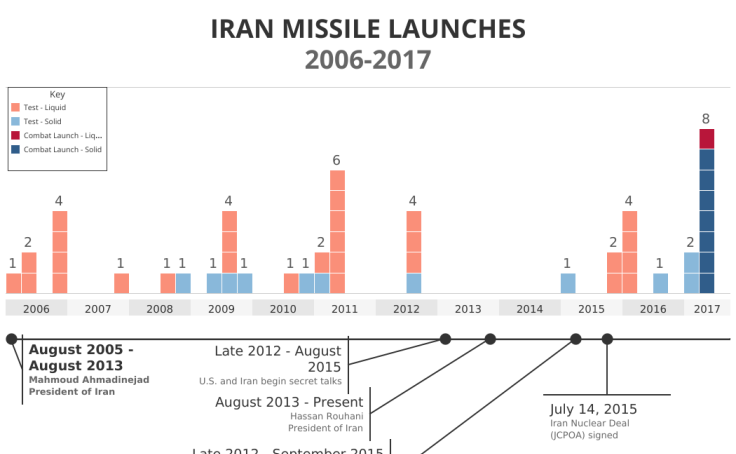 IRAN MISSILE LAUNCHES
2006-2017
Key
Test - Liquid
Test - Solid
Combat Launch - Liq...
Combat Launch - Solid
8
6
4
4
4
4
2
2
2
2
1
1
1
1
1
1
1
1
1
1
1
2006 2007 2008 2009 2010 2011 2012 2013 2014 2015 2016 2017
August 2005 -
August 2013
Mahmoud Ahmadinejad
President of Iran
Late 2012 - August
2015
U.S. and Iran begin secret talks
August 2013 - Present
Hassan Rouhani
President of Iran
July 14, 2015
Iran Nuclear Deal
(JCPOA) signed
Late 2012 - September 2015